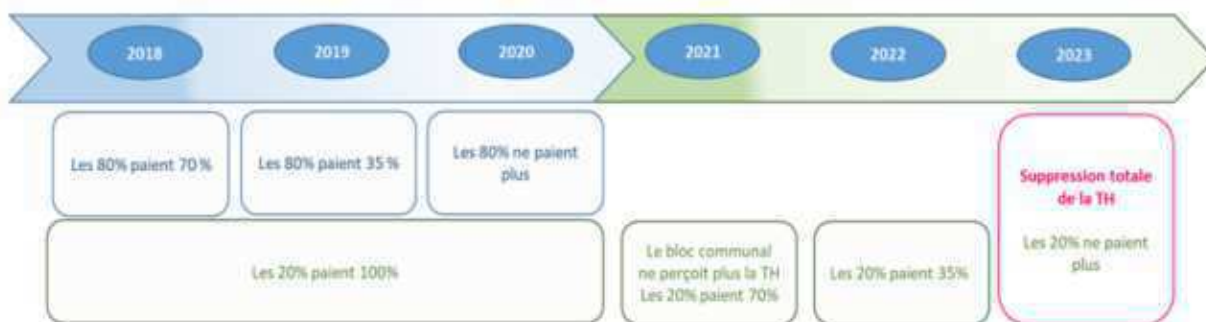 2018
2019
2020
2021
2022
2023
Les 80% paient 70 %
Les 80% paient 35 %
Les 80% ne paient
plus
Suppression totale
de la TH
Les 20% ne paient
plus
Les 20% paient 100%
Le bloc communal
ne perçoit plus la TH
Les 20% paient 70%
Les 20% paient 35%